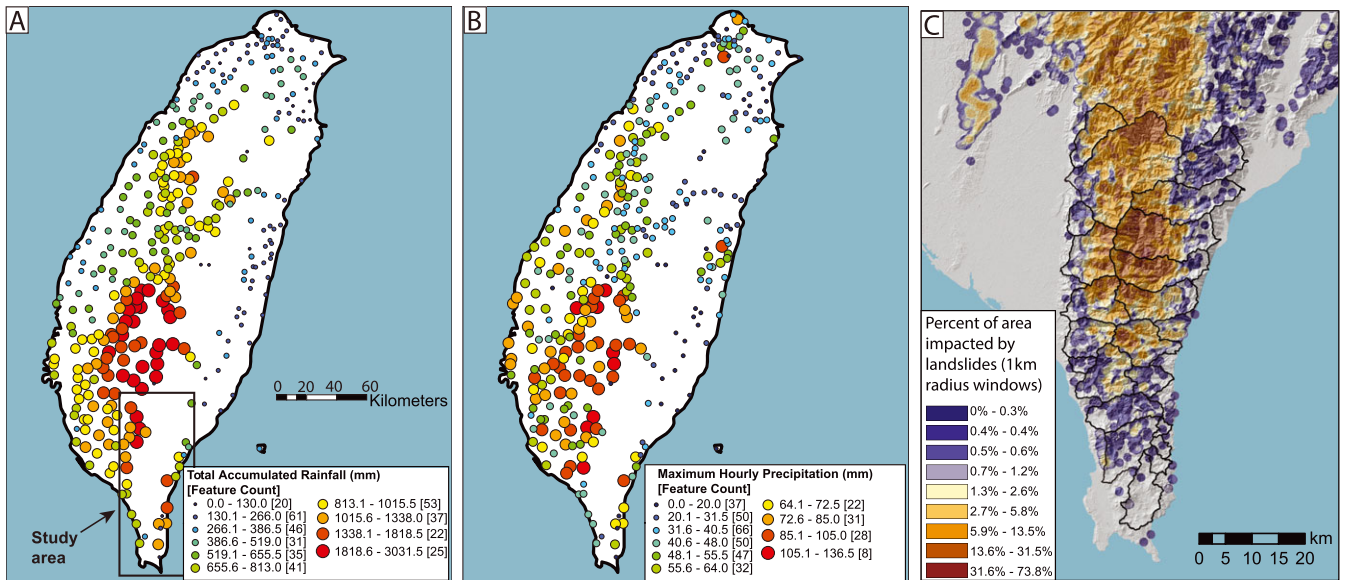 A
0 20 40 60
Kilometers
Study
area
Total Accumulated Rainfall (mm)
[Feature Count]
0.0 - 130.0 [20]
130.1 - 266.0 [61]
266.1 - 386.5 [46]
386.6 - 519.0 [31]
519.1 - 655.5 [35]
655.6 - 813.0 [41]
813.1 - 1015.5 [53]
1015.6 - 1338.0 [37]
1338.1 - 1818.5 [22]
1818.6 - 3031.5 [25]
B
Maximum Hourly Precipitation (mm)
[Feature Count]
0.0 - 20.0 [37]
20.1 - 31.5 [50]
31.6 - 40.5 [66]
40.6 - 48.0 [50]
48.1 - 55.5 [47]
55.6 - 64.0 [32]
64.1 - 72.5 [22]
72.6 - 85.0 [31]
85.1 - 105.0 [28]
105.1 - 136.5 [8]
C
Percent of area
impacted by
landslides (1km
radius windows)
0% - 0.3%
0.4% - 0.4%
0.5% - 0.6%
0.7% - 1.2%
1.3% - 2.6%
2.7% - 5.8%
5.9% - 13.5%
13.6% - 31.5%
31.6% - 73.8%
km
0 5 10 15 20